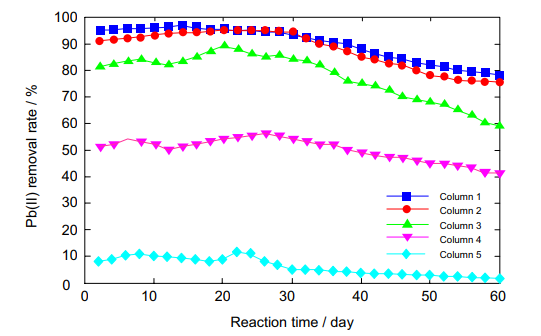 100
90
80
70
60
50
40
30
20
10
0
Pb(II) removal rate / %
Column 1
Column 2
Column 3
Column 4
Column 5
0 10 20 30 40 50 60
Reaction time / day